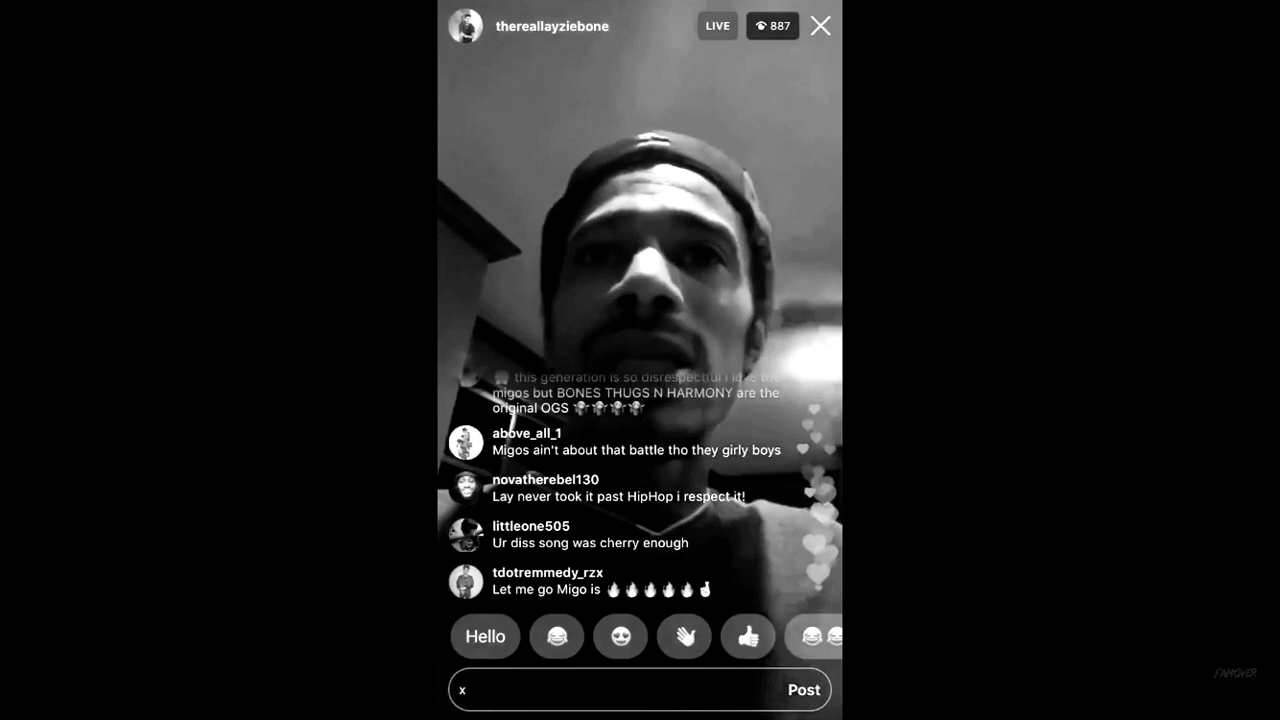 thereallayziebone
LIVE
887
this generation is so disrespectful i love the
migos but BONES THUGS N HARMONY are the
original OGS
above_all_1
Migos ain't about that battle tho they girly boys
novatherebel130
Lay never took it past HipHop i respect it!
littleone505
Ur diss song was cherry enough
tdotremmedy_rzx
Let me go Migo is
Hello
x
Post
FAMOVER